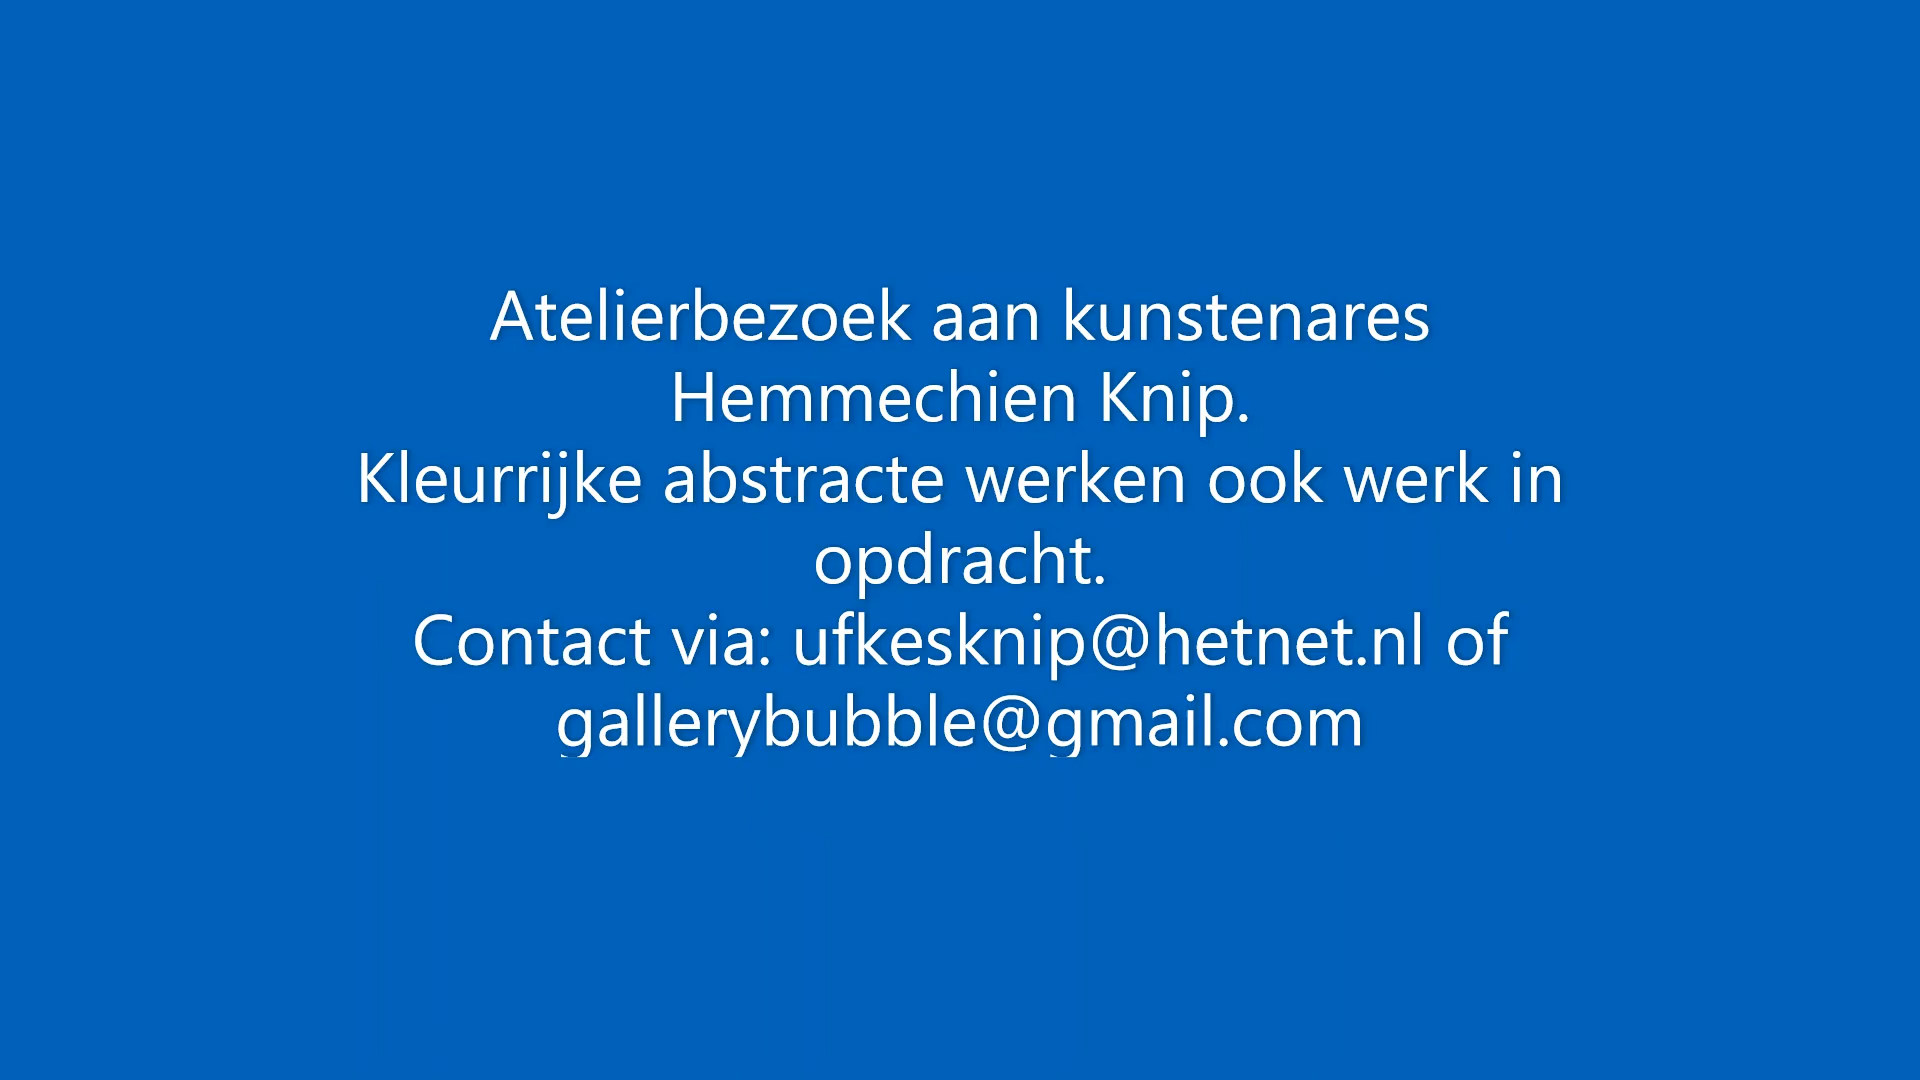 Atelierbezoek aan kunstenares
Hemmechien Knip.
Kleurrijke abstracte werken ook werk in
opdracht.
Contact via: ufkesknip@hetnet.nl of
gallerybubble@gmail.com